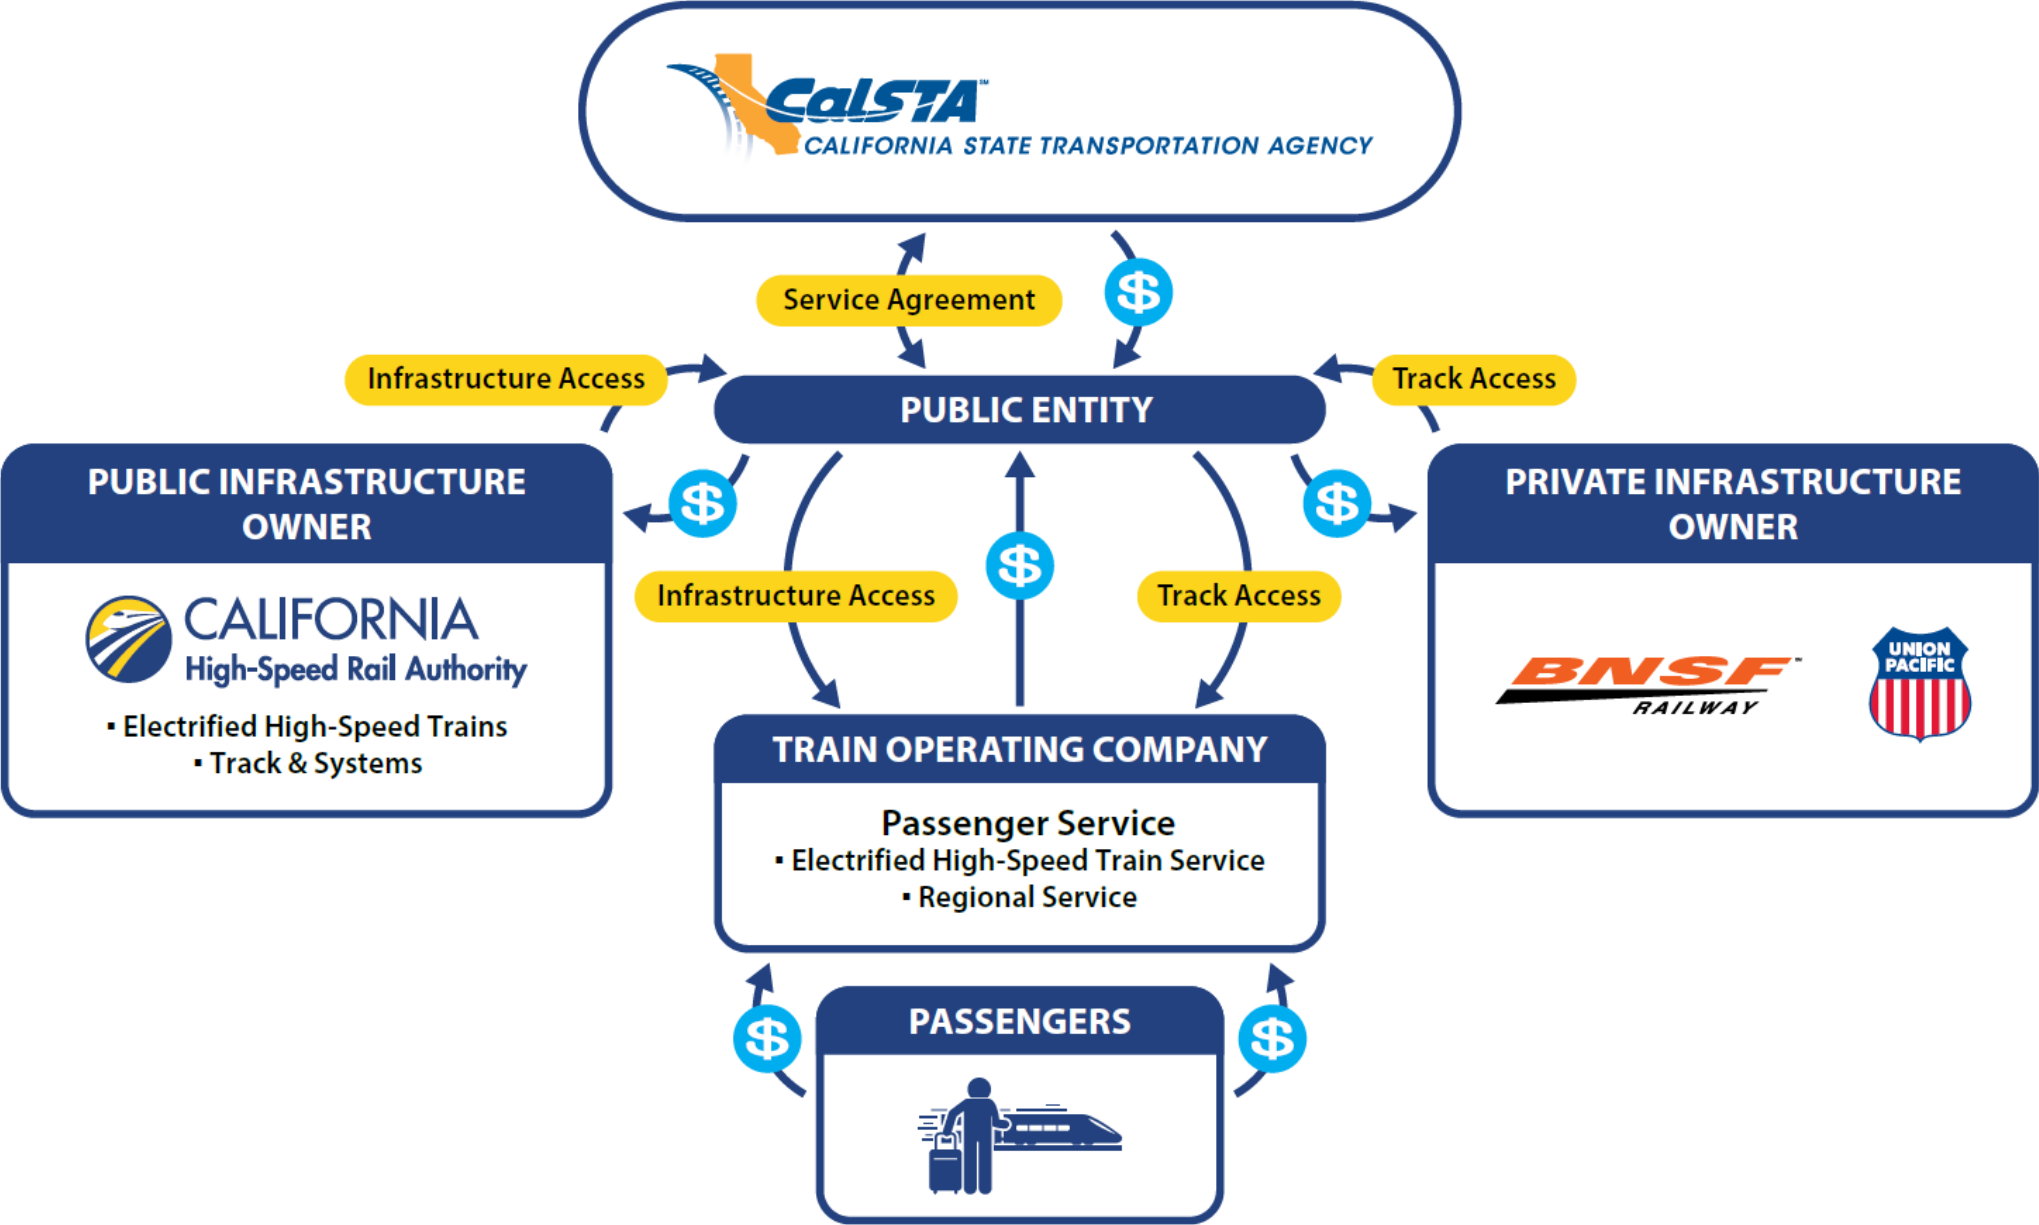 CalSTA℠
CALIFORNIA STATE TRANSPORTATION AGENCY
Service Agreement
$
Infrastructure Access
Track Access
PUBLIC ENTITY
PUBLIC INFRASTRUCTURE
OWNER
CALIFORNIA
High-Speed Rail Authority
▪ Electrified High-Speed Trains
▪ Track & Systems
$
$
$
PRIVATE INFRASTRUCTURE
OWNER
BNSF™
RAILWAY
UNION
PACIFIC
Infrastructure Access
Track Access
TRAIN OPERATING COMPANY
Passenger Service
▪ Electrified High-Speed Train Service
▪ Regional Service
$
$
PASSENGERS